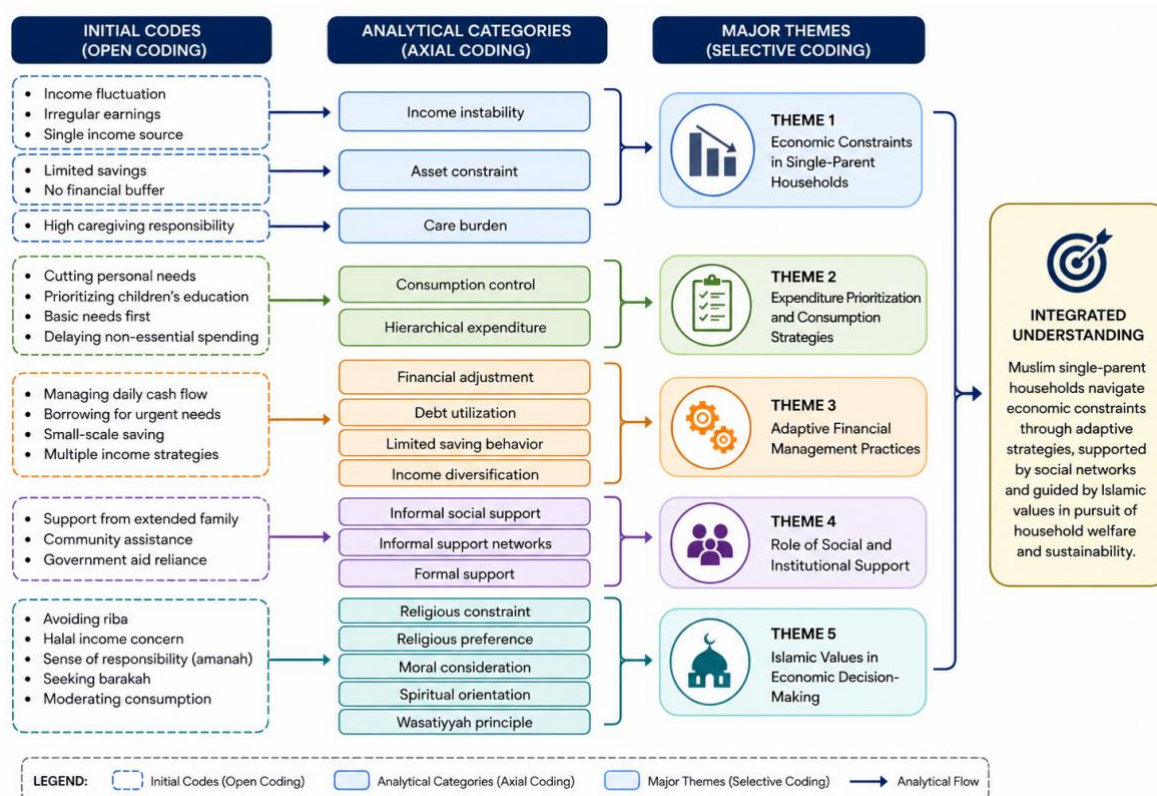 INITIAL CODES
(OPEN CODING)
ANALYTICAL CATEGORIES
(AXIAL CODING)
MAJOR THEMES
(SELECTIVE CODING)
• Income fluctuation
• Irregular earnings
• Single income source
• Limited savings
• No financial buffer
• High caregiving responsibility
Income instability
Asset constraint
Care burden
THEME 1
Economic Constraints
in Single-Parent
Households
• Cutting personal needs
• Prioritizing children's education
• Basic needs first
• Delaying non-essential spending
Consumption control
Hierarchical expenditure
THEME 2
Expenditure Prioritization
and Consumption
Strategies
• Managing daily cash flow
• Borrowing for urgent needs
• Small-scale saving
• Multiple income strategies
Financial adjustment
Debt utilization
Limited saving behavior
Income diversification
THEME 3
Adaptive Financial
Management Practices
• Support from extended family
• Community assistance
• Government aid reliance
Informal social support
Informal support networks
Formal support
THEME 4
Role of Social and
Institutional Support
• Avoiding riba
• Halal income concern
• Sense of responsibility (amanah)
• Seeking barakah
• Moderating consumption
Religious constraint
Religious preference
Moral consideration
Spiritual orientation
Wasatiyyah principle
THEME 5
Islamic Values in
Economic Decision-
Making
INTEGRATED
UNDERSTANDING
Muslim single-parent
households navigate
economic constraints
through adaptive
strategies, supported
by social networks
and guided by Islamic
values in pursuit of
household welfare
and sustainability.
LEGEND:
Initial Codes (Open Coding)
Analytical Categories (Axial Coding)
Major Themes (Selective Coding)
Analytical Flow